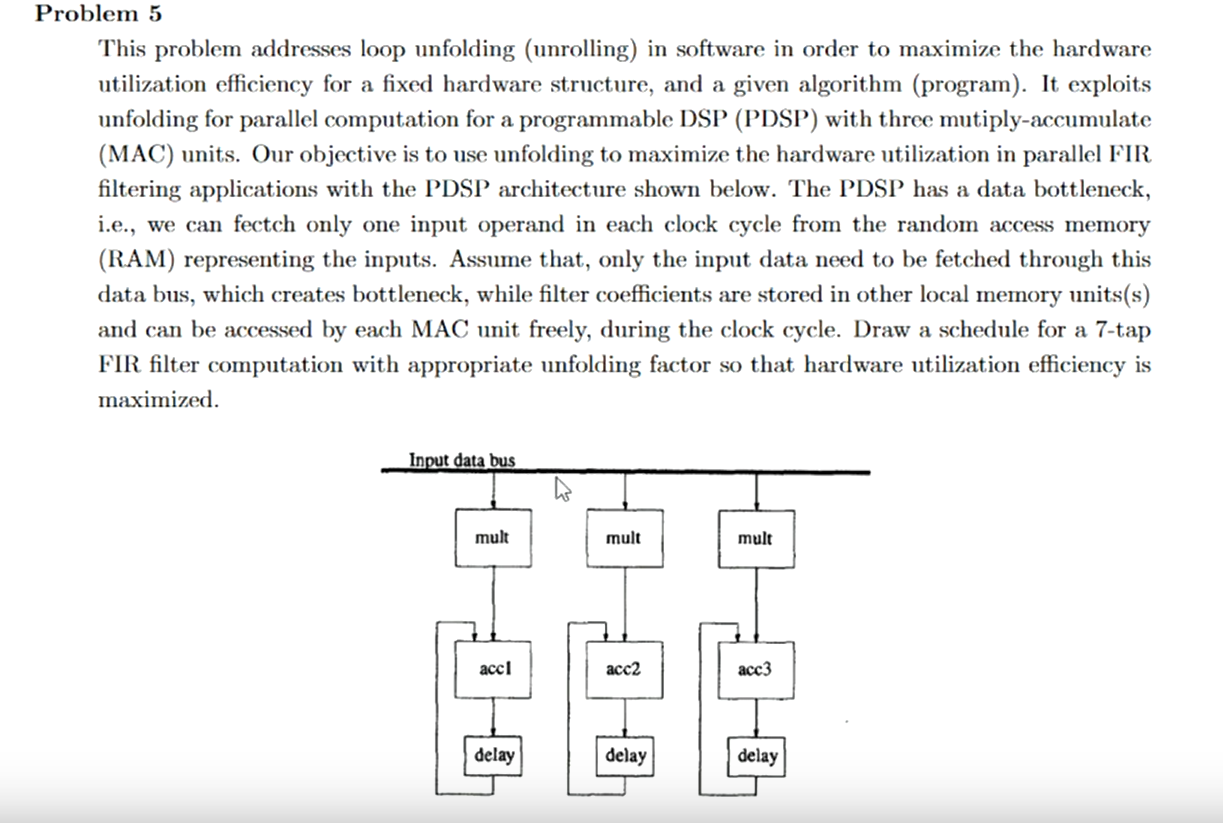 Problem 5
This problem addresses loop unfolding (unrolling) in software in order to maximize the hardware
utilization efficiency for a fixed hardware structure, and a given algorithm (program). It exploits
unfolding for parallel computation for a programmable DSP (PDSP) with three mutiply-accumulate
(MAC) units. Our objective is to use unfolding to maximize the hardware utilization in parallel FIR
filtering applications with the PDSP architecture shown below. The PDSP has a data bottleneck,
i.e., we can fectch only one input operand in each clock cycle from the random access memory
(RAM) representing the inputs. Assume that, only the input data need to be fetched through this
data bus, which creates bottleneck, while filter coefficients are stored in other local memory units(s)
and can be accessed by each MAC unit freely, during the clock cycle. Draw a schedule for a 7-tap
FIR filter computation with appropriate unfolding factor so that hardware utilization efficiency is
maximized.
Input data bus
mult mult mult
acc1 acc2 acc3
delay delay delay